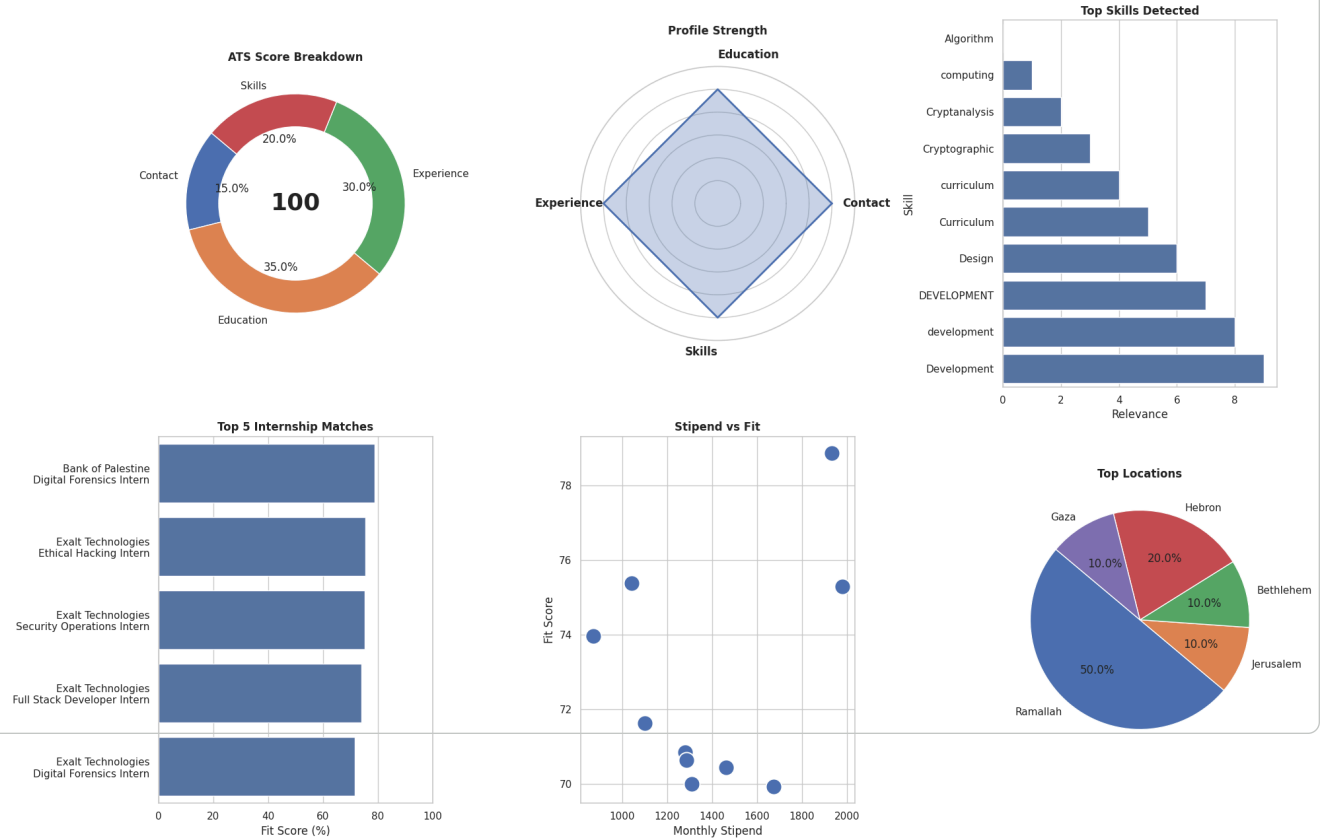 ATS Score Breakdown
Skills
20.0%
Contact
15.0%
100
30.0%
Experience
35.0%
Education
Profile Strength
Education
Experience
Contact
Skills
Top Skills Detected
Skill
Algorithm
computing
Cryptanalysis
Cryptographic
curriculum
Curriculum
Design
DEVELOPMENT
development
Development
0 2 4 6 8
Relevance
Top 5 Internship Matches
Bank of Palestine
Digital Forensics Intern
Exalt Technologies
Ethical Hacking Intern
Exalt Technologies
Security Operations Intern
Exalt Technologies
Full Stack Developer Intern
Exalt Technologies
Digital Forensics Intern
0 20 40 60 80 100
Fit Score (%)
Stipend vs Fit
Fit Score
78
76
74
72
70
1000 1200 1400 1600 1800 2000
Monthly Stipend
Top Locations
Hebron
Gaza
20.0%
10.0%
Bethlehem
10.0%
10.0%
Jerusalem
50.0%
Ramallah